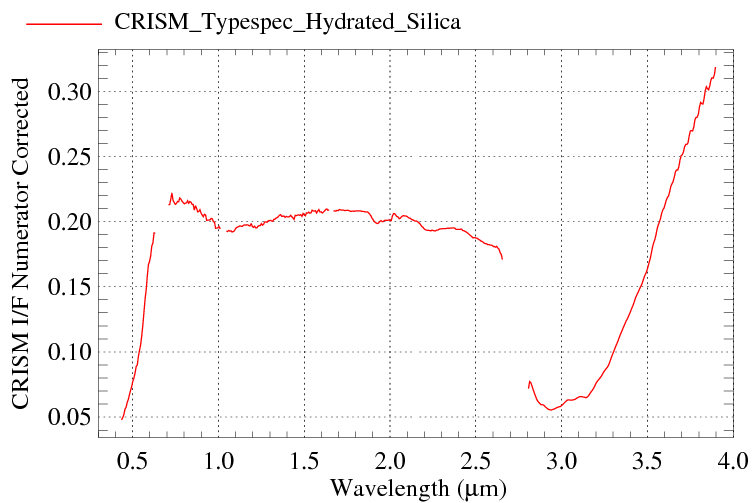 CRISM_Typespec_Hydrated_Silica
CRISM I/F Numerator Corrected
0.30
0.25
0.20
0.15
0.10
0.05
0.5 1.0 1.5 2.0 2.5 3.0 3.5 4.0
Wavelength (μm)